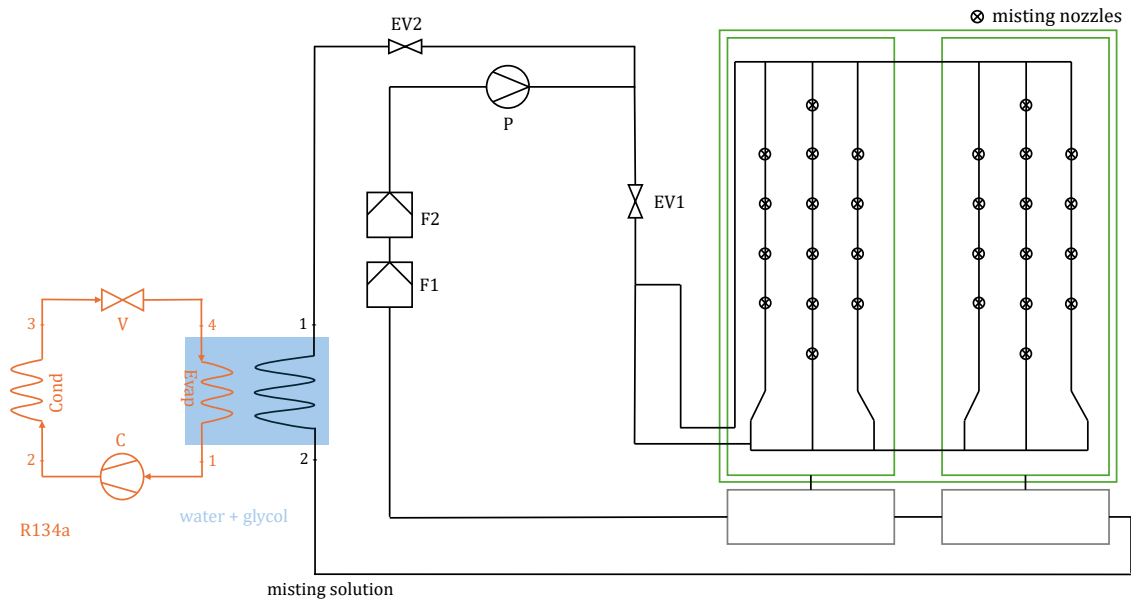 misting nozzles
EV2
P
EV1
F2
F1
3
V
4
1
Cond
Evap
2
C
1
2
water + glycol
R134a
misting solution